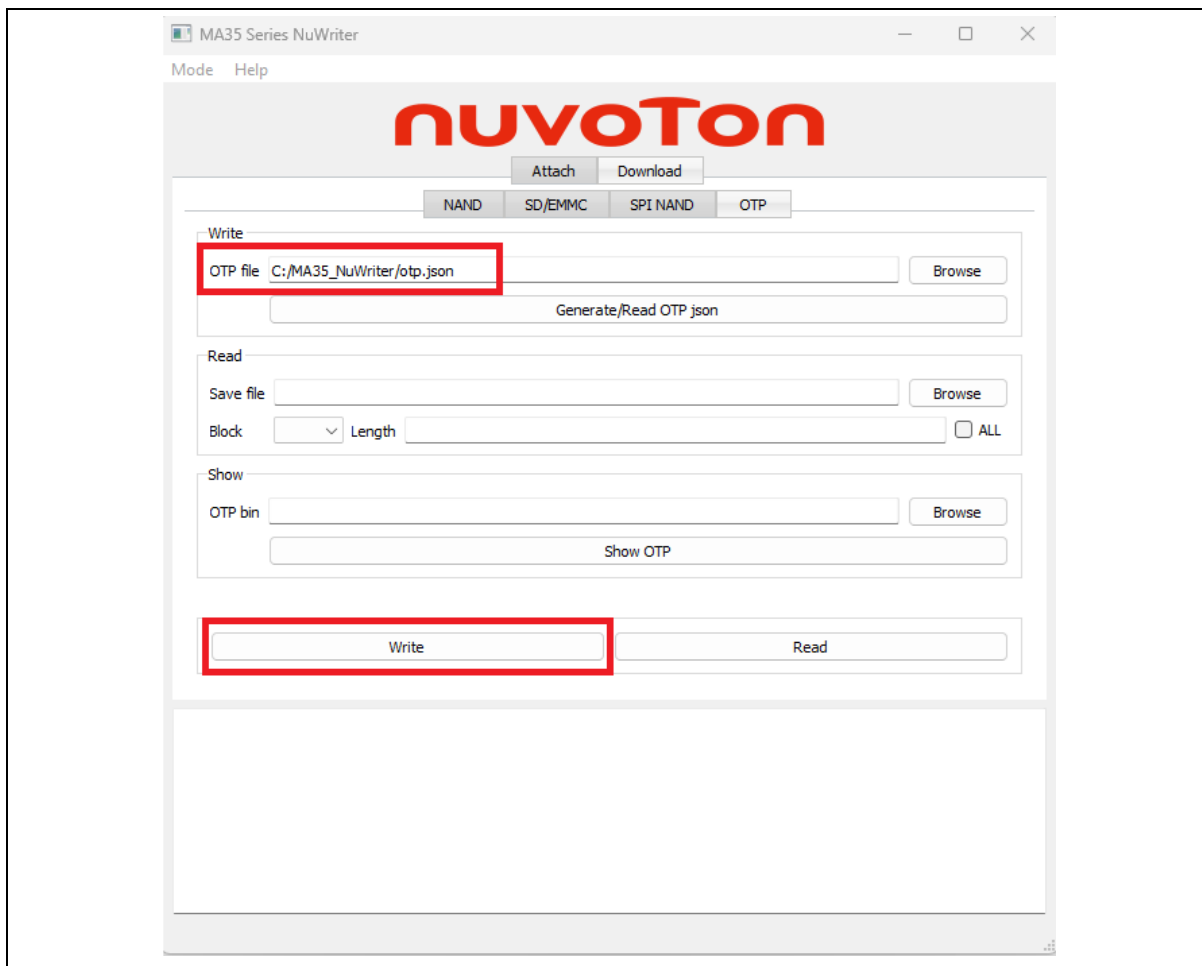 MA35 Series NuWriter
Mode Help
nuvoTon
Attach Download
NAND SD/EMMC SPI NAND OTP
Write
OTP file C:/MA35_NuWriter/otp.json Browse
Generate/Read OTP json
Read
Save file Browse
Block Length ALL
Show
OTP bin Browse
Show OTP
Write Read